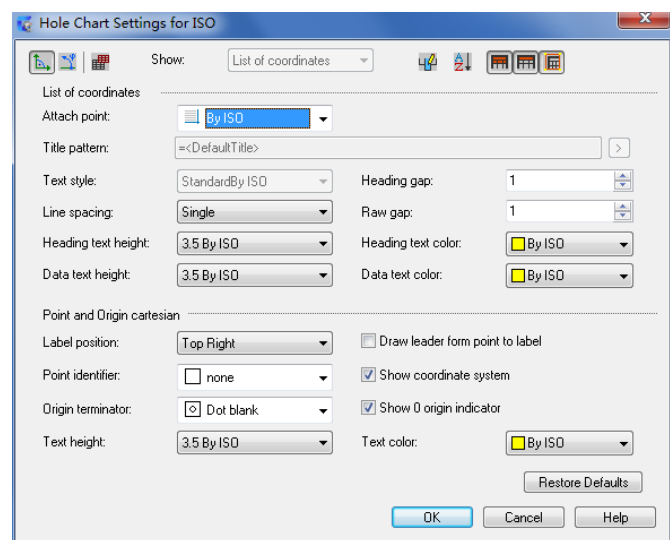 Hole Chart Settings for ISO
Show: List of coordinates
List of coordinates
Attach point: By ISO
Title pattern: =<DefaultTitle> >
Text style: StandardBy ISO Heading gap: 1
Line spacing: Single Raw gap: 1
Heading text height: 3.5 By ISO Heading text color: By ISO
Data text height: 3.5 By ISO Data text color: By ISO
Point and Origin cartesian
Label position: Top Right Draw leader form point to label
Point identifier: none Show coordinate system
Origin terminator: Dot blank Show 0 origin indicator
Text height: 3.5 By ISO Text color: By ISO
Restore Defaults
OK Cancel Help